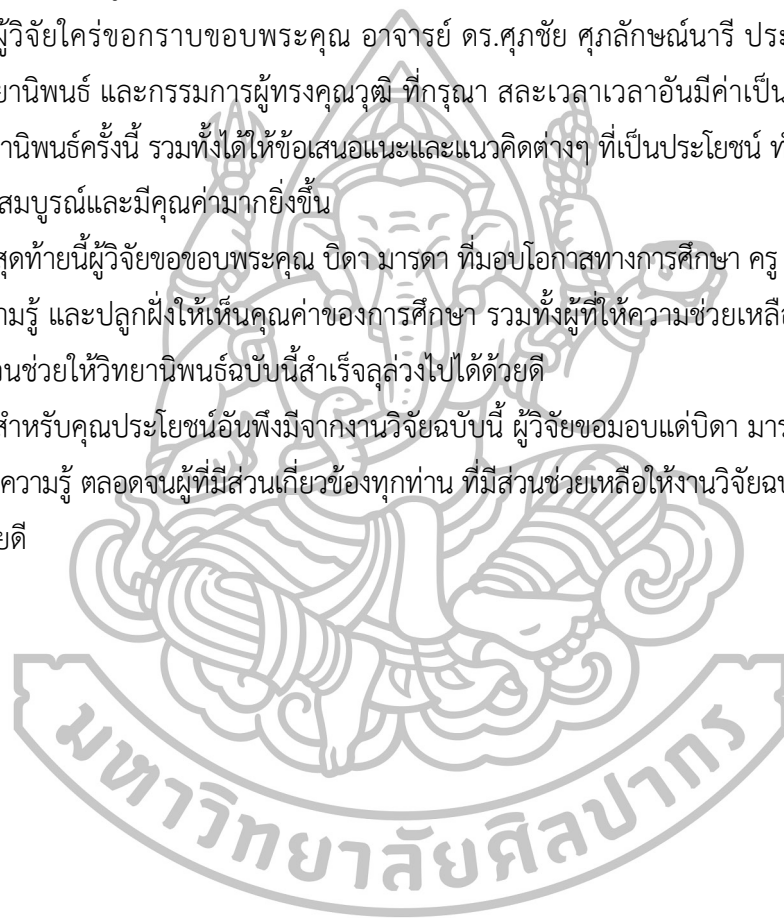 ผู้วิจัยใคร่ขอกราบขอบพระคุณ อาจารย์ ดร.ศุภชัย ศุภลักษณ์นารี
ยานิพนธ์ และกรรมการผู้ทรงคุณวุฒิ ที่กรุณา สละเวลาเวลาอันมีค่าเป็น
านิพนธ์ครั้งนี้ รวมทั้งได้ให้ข้อเสนอแนะและแนวคิดต่างๆ ที่เป็นประโยชน์
สมบูรณ์และมีคุณค่ามากยิ่งขึ้น
สุดท้ายนี้ผู้วิจัยขอขอบพระคุณ บิดา มารดา ที่มอบโอกาสทางการศึกษา ครู
ามรู้ และปลูกฝังให้เห็นคุณค่าของการศึกษา รวมทั้งผู้ที่ให้ความช่วยเหลือ
วนช่วยให้วิทยานิพนธ์ฉบับนี้สำเร็จลุล่วงไปได้ด้วยดี
สำหรับคุณประโยชน์อันพึงมีจากงานวิจัยฉบับนี้ ผู้วิจัยขอมอบแด่บิดา มาร
ความรู้ ตลอดจนผู้ที่มีส่วนเกี่ยวข้องทุกท่าน ที่มีส่วนช่วยเหลือให้งานวิจัยฉ
ยดี
มหาวิทยาลัยศิลปากร